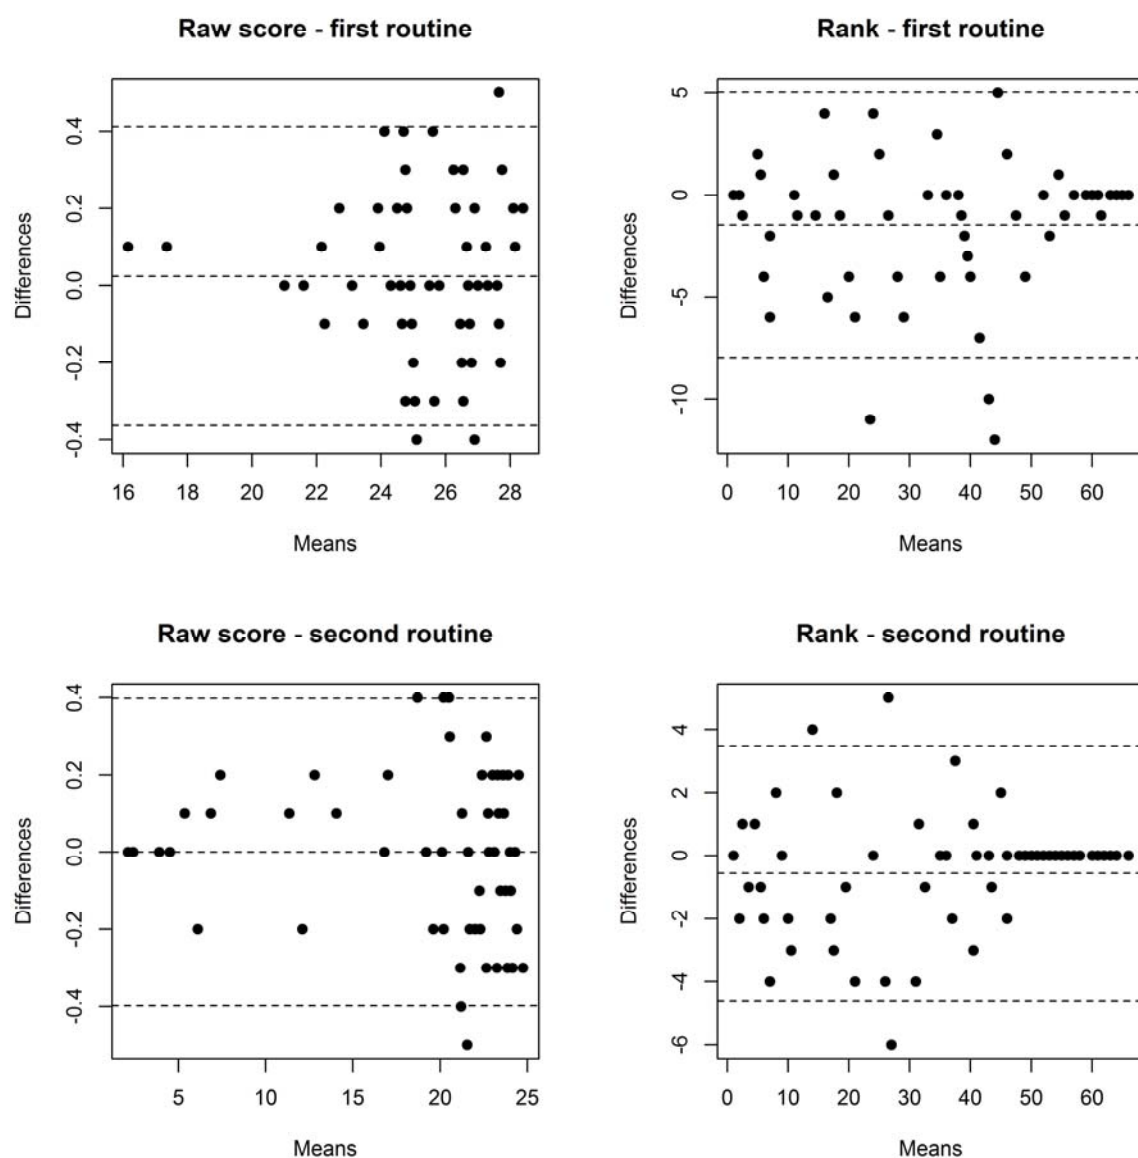 Raw score - first routine
Differences
0.4
0.2
0.0
-0.2
-0.4
16 18 20 22 24 26 28
Means
Rank - first routine
Differences
5
0
-5
-10
0 10 20 30 40 50 60
Means
Raw score - second routine
Differences
0.4
0.2
0.0
-0.2
-0.4
5 10 15 20 25
Means
Rank - second routine
Differences
4
2
0
-2
-4
-6
0 10 20 30 40 50 60
Means